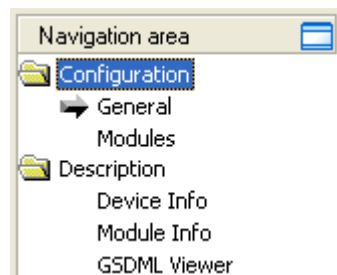 Navigation area
Configuration
General
Modules
Description
Device Info
Module Info
GSDML Viewer